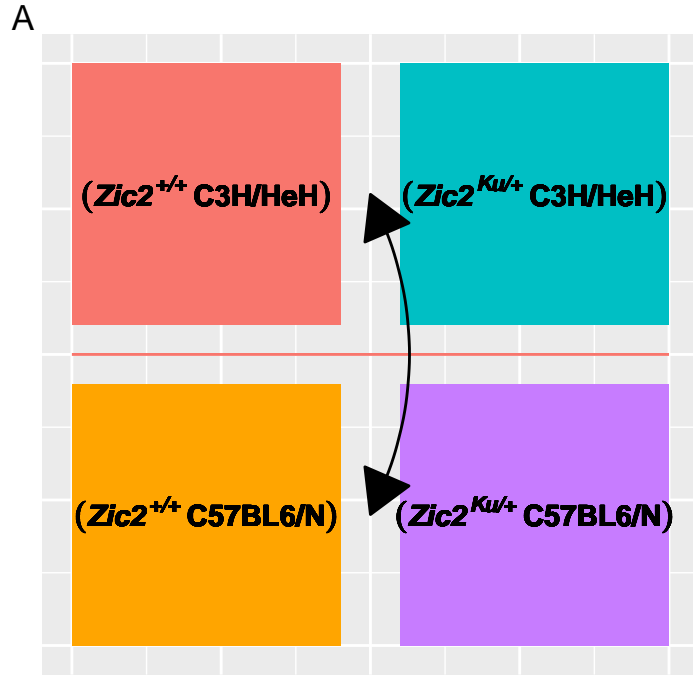 A
(Zic2+/+ C3H/HeH)
(Zic2Ku/+ C3H/HeH)
(Zic2+/+ C57BL6/N)
(Zic2Ku/+ C57BL6/N)